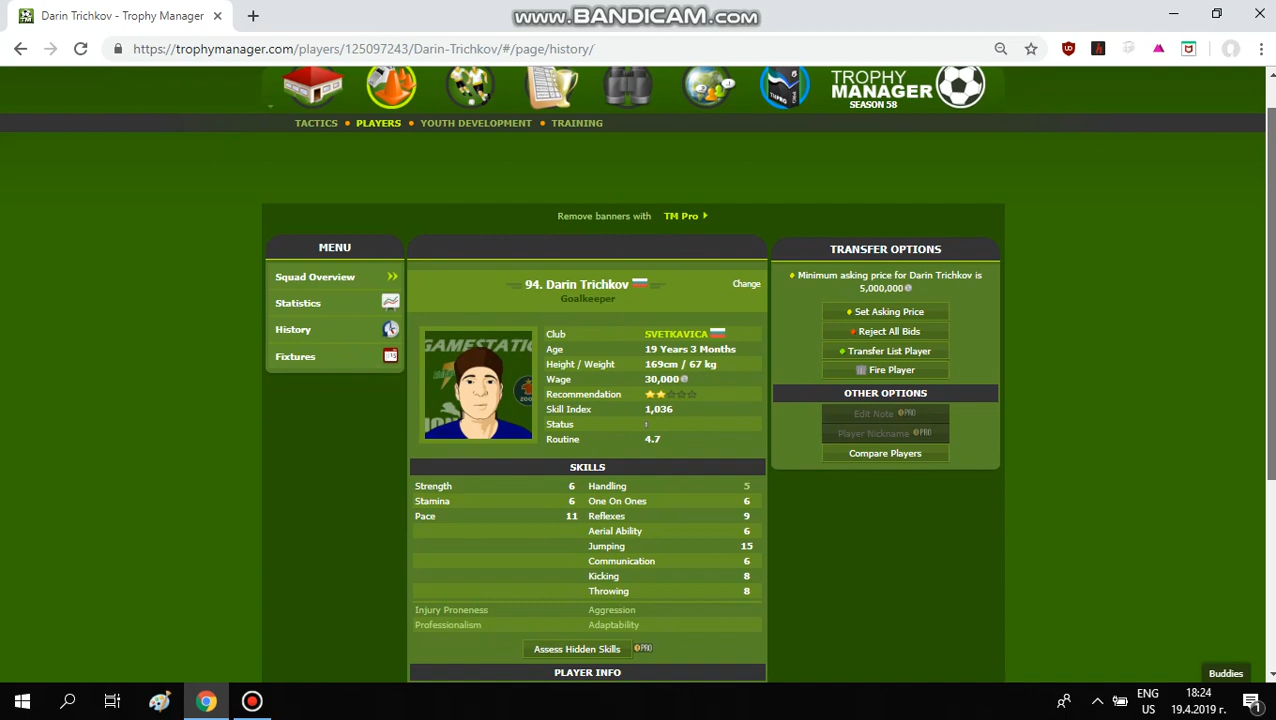 Darin Trichkov - Trophy Manager
www.BANDICAM.com
https://trophymanager.com/players/125097243/Darin-Trichkov/#/page/history/
TROPHY
MANAGER
SEASON 58
TACTICS • PLAYERS • YOUTH DEVELOPMENT • TRAINING
Remove banners with TM Pro
MENU
Squad Overview
Statistics
History
Fixtures
94. Darin Trichkov
Change
Goalkeeper
GAMESTATIC
ZOO
Club SVETKAVICA
Age 19 Years 3 Months
Height / Weight 169cm / 67 kg
Wage 30,000
Recommendation
Skill Index 1,036
Status
Routine 4.7
SKILLS
Strength 6 Handling 5
Stamina 6 One On Ones 6
Pace 11 Reflexes 9
Aerial Ability 6
Jumping 15
Communication 6
Kicking 8
Throwing 8
Injury Proneness Aggression
Professionalism Adaptability
Assess Hidden Skills PRO
PLAYER INFO
TRANSFER OPTIONS
Minimum asking price for Darin Trichkov is
5,000,000
Set Asking Price
Reject All Bids
Transfer List Player
Fire Player
OTHER OPTIONS
Edit Note PRO
Player Nickname PRO
Compare Players
Buddies
ENG
US
18:24
19.4.2019 г.
1